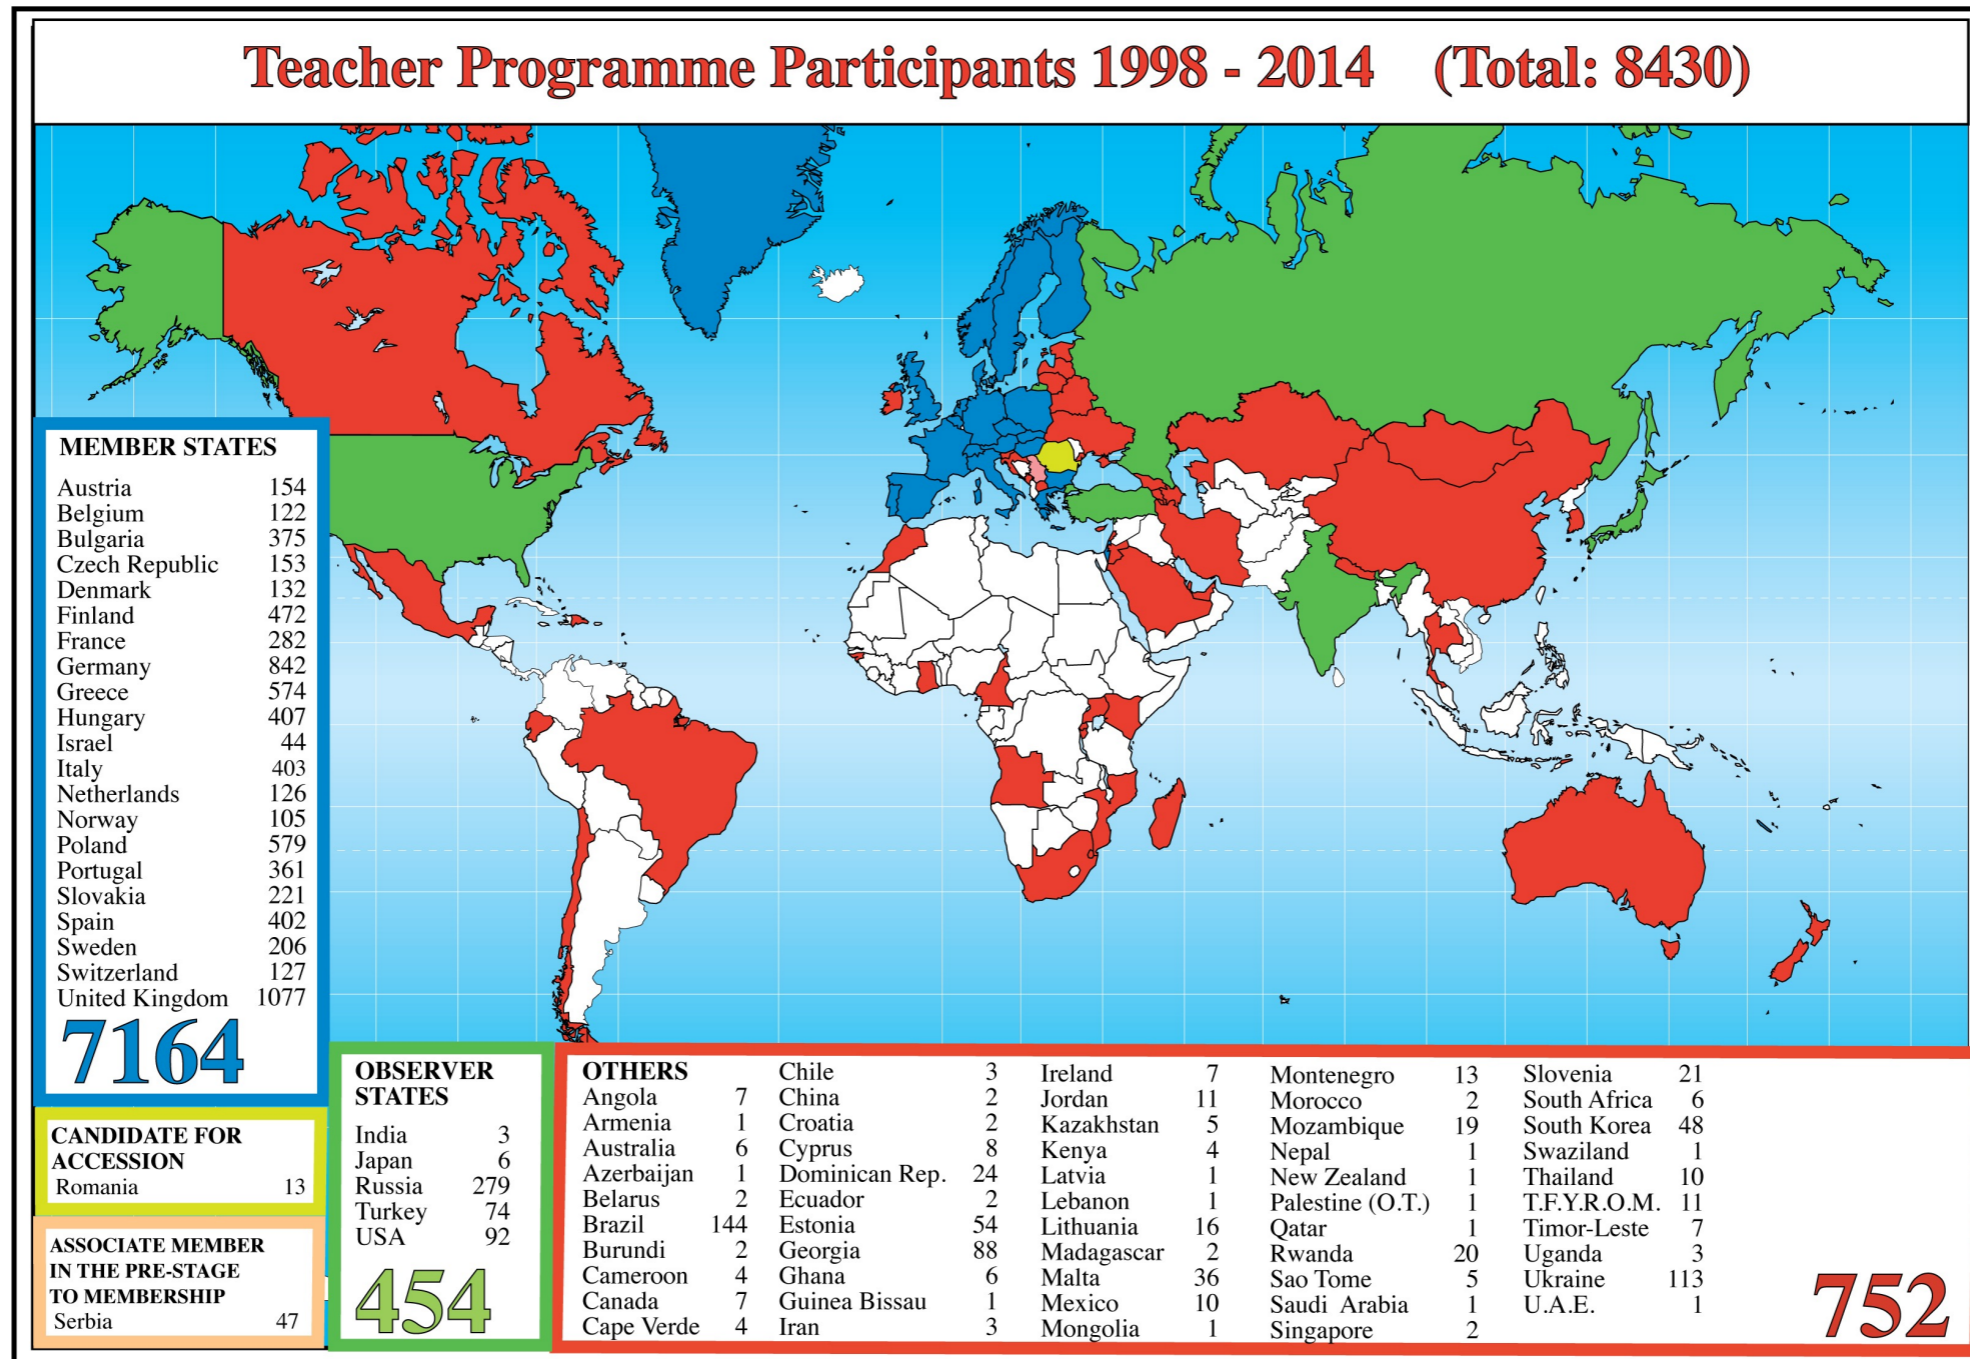 Teacher Programme Participants 1998 - 2014 (Total: 8430)
MEMBER STATES
Austria 154
Belgium 122
Bulgaria 375
Czech Republic 153
Denmark 132
Finland 472
France 282
Germany 842
Greece 574
Hungary 407
Israel 44
Italy 403
Netherlands 126
Norway 105
Poland 579
Portugal 361
Slovakia 221
Spain 402
Sweden 206
Switzerland 127
United Kingdom 1077
7164
CANDIDATE FOR
ACCESSION
Romania 13
ASSOCIATE MEMBER
IN THE PRE-STAGE
TO MEMBERSHIP
Serbia 47
OBSERVER
STATES
India 3
Japan 6
Russia 279
Turkey 74
USA 92
454
OTHERS
Angola 7
Armenia 1
Australia 6
Azerbaijan 1
Belarus 2
Brazil 144
Burundi 2
Cameroon 4
Canada 7
Cape Verde 4
Chile 3
China 2
Croatia 2
Cyprus 8
Dominican Rep. 24
Ecuador 2
Estonia 54
Georgia 88
Ghana 6
Guinea Bissau 1
Iran 3
Ireland 7
Jordan 11
Kazakhstan 5
Kenya 4
Latvia 1
Lebanon 1
Lithuania 16
Madagascar 2
Malta 36
Mexico 10
Mongolia 1
Montenegro 13
Morocco 2
Mozambique 19
Nepal 1
New Zealand 1
Palestine (O.T.) 1
Qatar 1
Rwanda 20
Sao Tome 5
Saudi Arabia 1
Singapore 2
Slovenia 21
South Africa 6
South Korea 48
Swaziland 1
Thailand 10
T.F.Y.R.O.M. 11
Timor-Leste 7
Uganda 3
Ukraine 113
U.A.E. 1
752